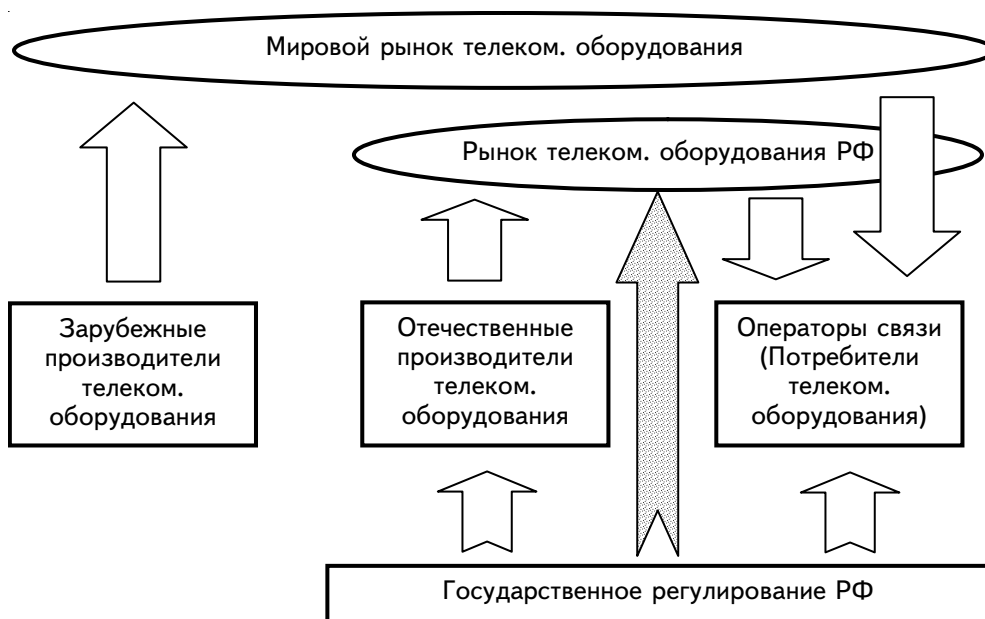 Мировой рынок телеком. оборудования
Рынок телеком. оборудования РФ
Зарубежные
производители
телеком.
оборудования
Отечественные
производители
телеком.
оборудования
Операторы связи
(Потребители
телеком.
оборудования)
Государственное регулирование РФ